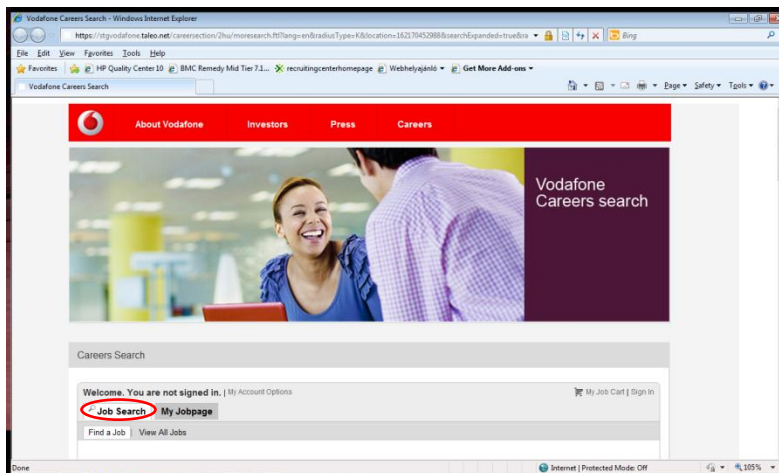 Vodafone Careers Search - Windows Internet Explorer
https://stgvodafone.taleo.net/careersection/2hu/moresearch.ftl?lang=en&radiusType=K&location=162170452988&searchExpanded=true&ra
Bing
File Edit View Favorites Tools Help
Favorites HP Quality Center 10 BMC Remedy Mid Tier 7.1... recruitingcenterhomepage Webhelyajánló Get More Add-ons
Vodafone Careers Search Page Safety Tools
About Vodafone Investors Press Careers
Vodafone
Careers search
Careers Search
Welcome. You are not signed in. | My Account Options My Job Cart | Sign In
Job Search My Jobpage
Find a Job View All Jobs
Done Internet | Protected Mode: Off 105%